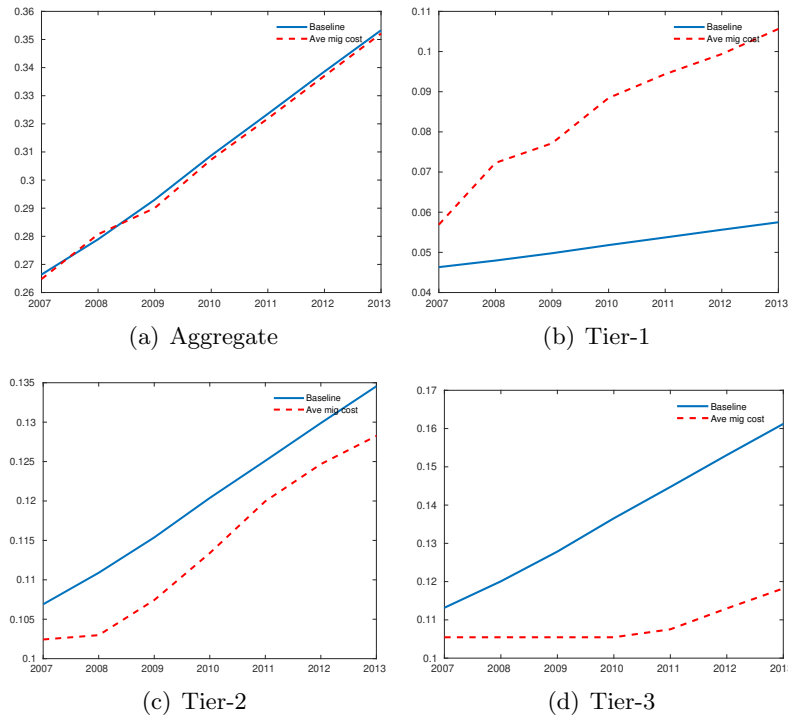 0.36
0.35
0.34
0.33
0.32
0.31
0.3
0.29
0.28
0.27
0.26
2007 2008 2009 2010 2011 2012 2013
Baseline
Ave mig cost
(a) Aggregate
0.11
0.1
0.09
0.08
0.07
0.06
0.05
0.04
2007 2008 2009 2010 2011 2012 2013
Baseline
Ave mig cost
(b) Tier-1
0.135
0.13
0.125
0.12
0.115
0.11
0.105
0.1
2007 2008 2009 2010 2011 2012 2013
Baseline
Ave mig cost
(c) Tier-2
0.17
0.16
0.15
0.14
0.13
0.12
0.11
0.1
2007 2008 2009 2010 2011 2012 201
Baseline
Ave mig cost
(d) Tier-3